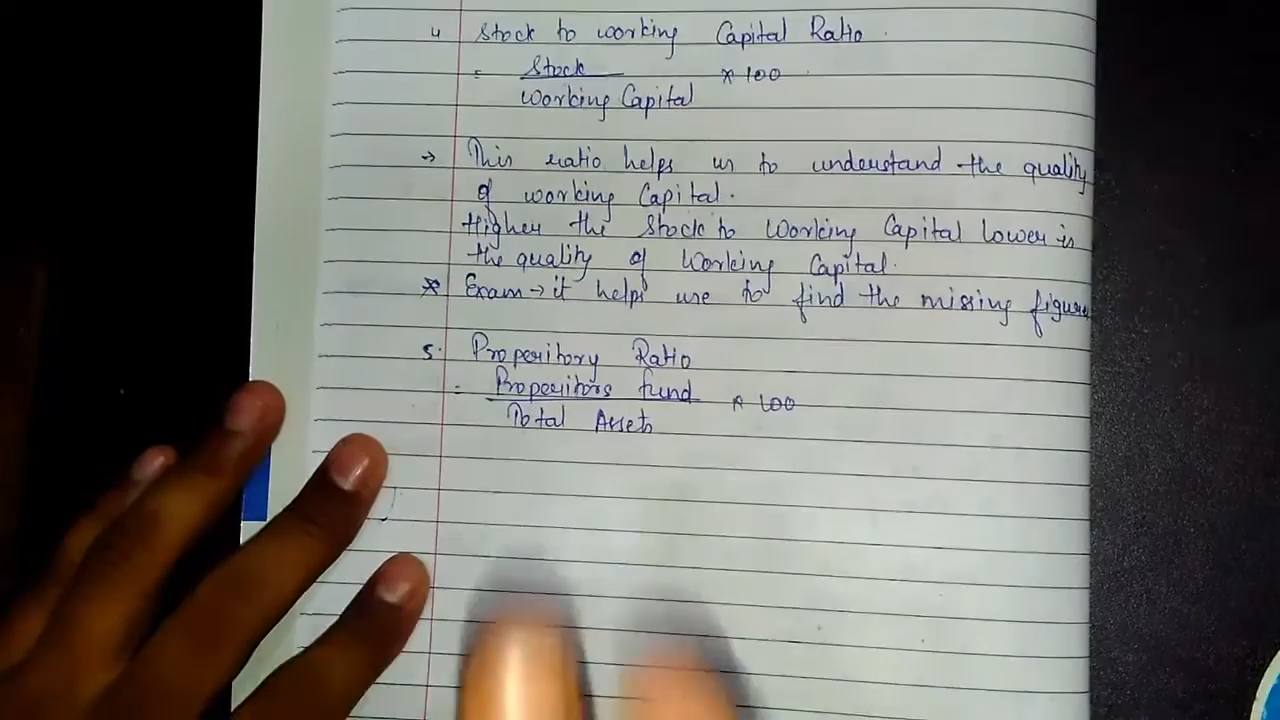 4 Stock to working Capital Ratio.
= Stock / Working Capital × 100
→ This ratio helps us to understand the quality
of working Capital.
Higher the Stock to Working Capital lower is
the quality of Working Capital.
* Exam → it helps use to find the missing figure
5. Properitory Ratio
= Properitors fund / Total Assets × 100